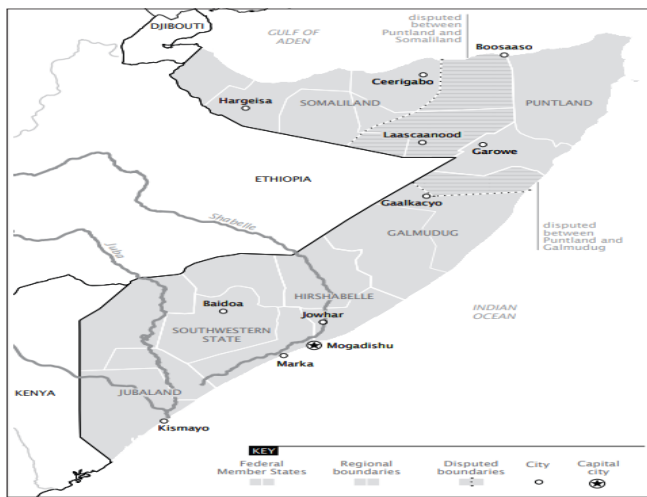 DJIBOUTI
GULF OF
ADEN
disputed
between
Puntland and
Somaliland
Boosaaso
Ceerigabo
Hargeisa
SOMALILAND
PUNTLAND
Laascaanood
Garowe
ETHIOPIA
Gaalkacyo
Shabelle
GALMUDUG
disputed
between
Puntland and
Galmudug
Juba
HIRSHABELLE
Baidoa
INDIAN
OCEAN
Jowhar
SOUTHWESTERN
STATE
Mogadishu
Marka
KENYA
JUBALAND
Kismayo
KEY
Federal
Member States
Regional
boundaries
Disputed
boundaries
City
Capital
city